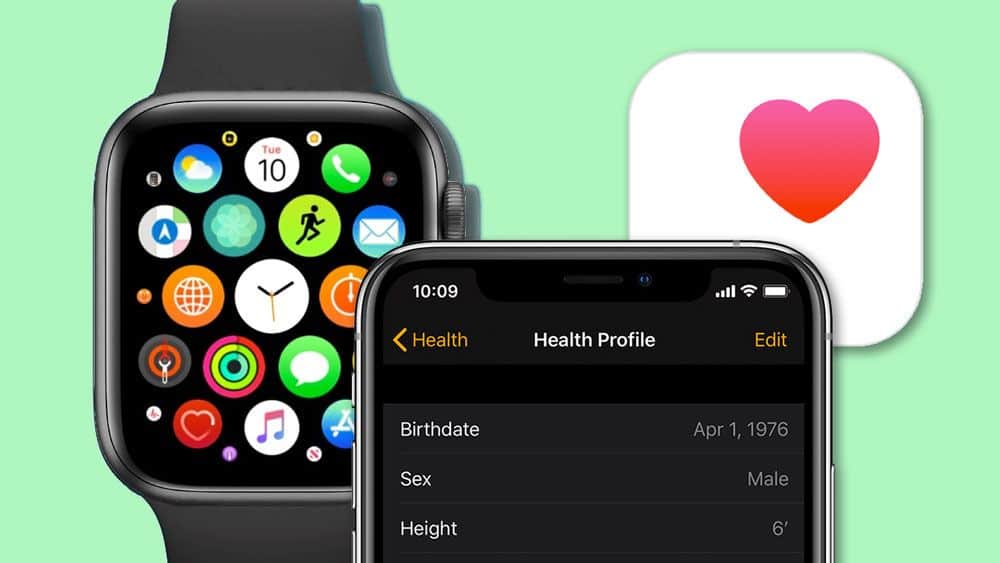 Tue
10
10:09
Health
Health Profile
Edit
Birthdate
Apr 1, 1976
Sex
Male
Height
6′